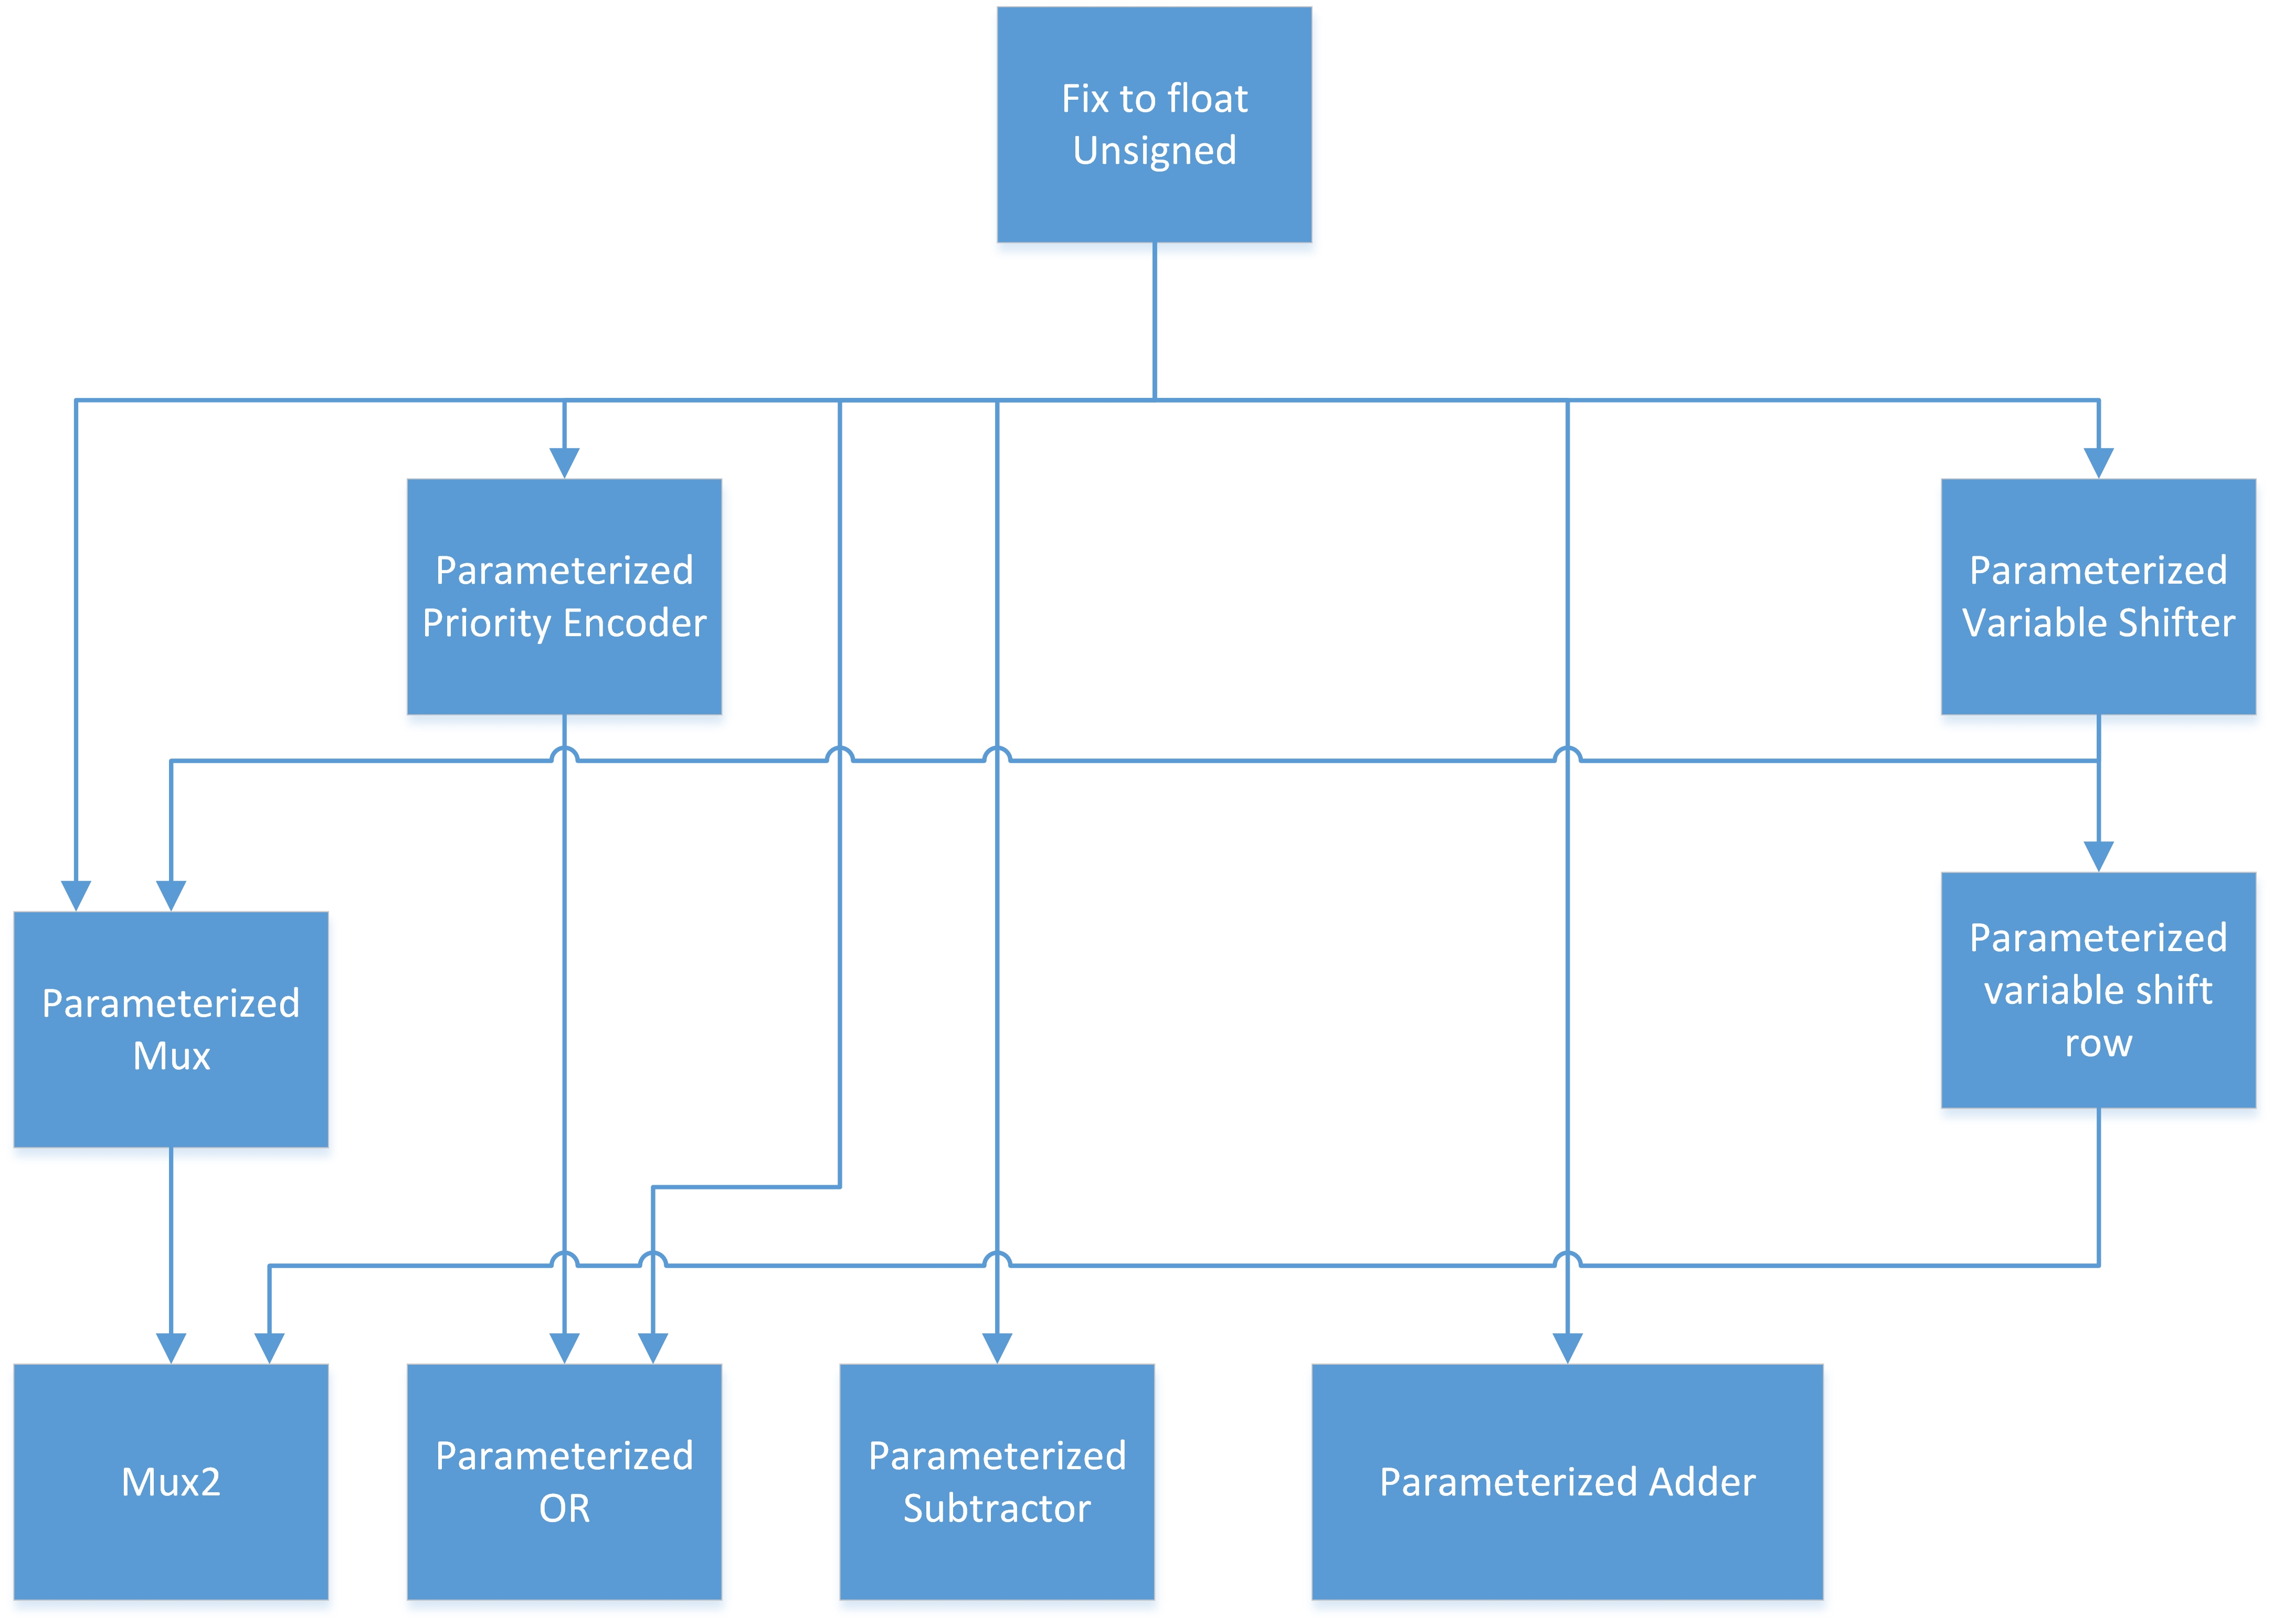 Fix to float
Unsigned
Parameterized
Priority Encoder
Parameterized
Variable Shifter
Parameterized
Mux
Parameterized
variable shift
row
Mux2
Parameterized
OR
Parameterized
Subtractor
Parameterized Adder